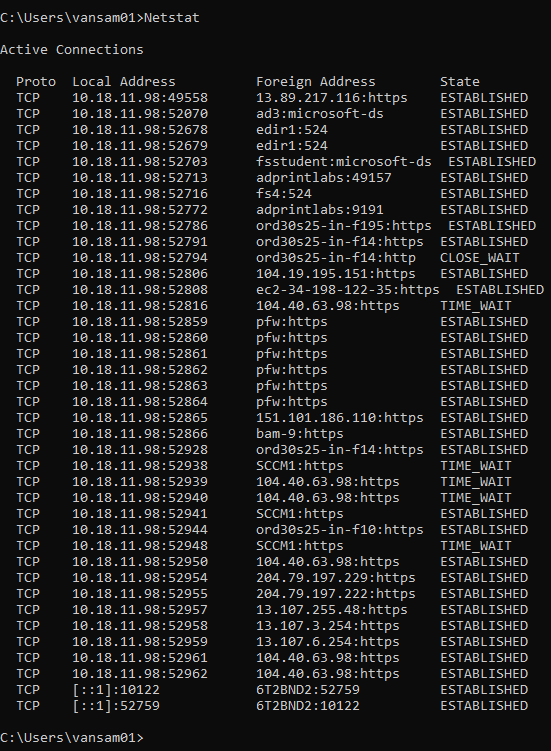 C:\Users\vansam01>Netstat
Active Connections
Proto  Local Address          Foreign Address        State
TCP    10.18.11.98:49558      13.89.217.116:https    ESTABLISHED
TCP    10.18.11.98:52070      ad3:microsoft-ds       ESTABLISHED
TCP    10.18.11.98:52678      edir1:524              ESTABLISHED
TCP    10.18.11.98:52679      edir1:524              ESTABLISHED
TCP    10.18.11.98:52703      fsstudent:microsoft-ds  ESTABLISHED
TCP    10.18.11.98:52713      adprintlabs:49157      ESTABLISHED
TCP    10.18.11.98:52716      fs4:524                ESTABLISHED
TCP    10.18.11.98:52772      adprintlabs:9191       ESTABLISHED
TCP    10.18.11.98:52786      ord30s25-in-f195:https  ESTABLISHED
TCP    10.18.11.98:52791      ord30s25-in-f14:https  ESTABLISHED
TCP    10.18.11.98:52794      ord30s25-in-f14:http   CLOSE_WAIT
TCP    10.18.11.98:52806      104.19.195.151:https   ESTABLISHED
TCP    10.18.11.98:52808      ec2-34-198-122-35:https  ESTABLISHED
TCP    10.18.11.98:52816      104.40.63.98:https     TIME_WAIT
TCP    10.18.11.98:52859      pfw:https              ESTABLISHED
TCP    10.18.11.98:52860      pfw:https              ESTABLISHED
TCP    10.18.11.98:52861      pfw:https              ESTABLISHED
TCP    10.18.11.98:52862      pfw:https              ESTABLISHED
TCP    10.18.11.98:52863      pfw:https              ESTABLISHED
TCP    10.18.11.98:52864      pfw:https              ESTABLISHED
TCP    10.18.11.98:52865      151.101.186.110:https  ESTABLISHED
TCP    10.18.11.98:52866      bam-9:https            ESTABLISHED
TCP    10.18.11.98:52928      ord30s25-in-f14:https  ESTABLISHED
TCP    10.18.11.98:52938      SCCM1:https            TIME_WAIT
TCP    10.18.11.98:52939      104.40.63.98:https     TIME_WAIT
TCP    10.18.11.98:52940      104.40.63.98:https     TIME_WAIT
TCP    10.18.11.98:52941      SCCM1:https            ESTABLISHED
TCP    10.18.11.98:52944      ord30s25-in-f10:https  ESTABLISHED
TCP    10.18.11.98:52948      SCCM1:https            TIME_WAIT
TCP    10.18.11.98:52950      104.40.63.98:https     ESTABLISHED
TCP    10.18.11.98:52954      204.79.197.229:https   ESTABLISHED
TCP    10.18.11.98:52955      204.79.197.222:https   ESTABLISHED
TCP    10.18.11.98:52957      13.107.255.48:https    ESTABLISHED
TCP    10.18.11.98:52958      13.107.3.254:https     ESTABLISHED
TCP    10.18.11.98:52959      13.107.6.254:https     ESTABLISHED
TCP    10.18.11.98:52961      104.40.63.98:https     ESTABLISHED
TCP    10.18.11.98:52962      104.40.63.98:https     ESTABLISHED
TCP    [::1]:10122            6T2BND2:52759          ESTABLISHED
TCP    [::1]:52759            6T2BND2:10122          ESTABLISHED
C:\Users\vansam01>